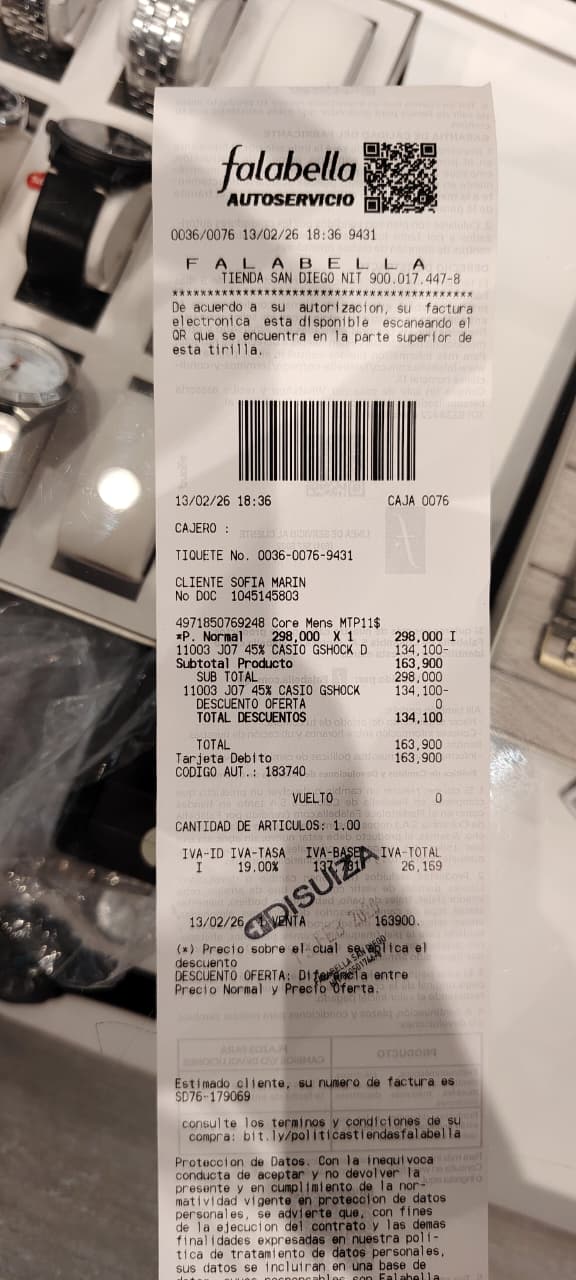 falabella
AUTOSERVICIO
0036/0076 13/02/26 18:36 9431
F A L A B E L L A
TIENDA SAN DIEGO NIT 900.017.447-8
****************************************
De acuerdo a su autorizacion, su factura
electronica esta disponible escaneando el
QR que se encuentra en la parte superior de
esta tirilla.
13/02/26 18:36 CAJA 0076
CAJERO :
TIQUETE No. 0036-0076-9431
CLIENTE SOFIA MARIN
No DOC 1045145803
4971850769248 Core Mens MTP11$
*P. Normal 298,000 X 1 298,000 I
11003 J07 45% CASIO GSHOCK D 134,100-
Subtotal Producto 163,900
SUB TOTAL 298,000
11003 J07 45% CASIO GSHOCK 134,100-
DESCUENTO OFERTA 0
TOTAL DESCUENTOS 134,100
TOTAL 163,900
Tarjeta Debito 163,900
CODIGO AUT.: 183740
VUELTO 0
CANTIDAD DE ARTICULOS: 1.00
IVA-ID IVA-TASA IVA-BASE IVA-TOTAL
I 19.00% 26,169
DISUIZA
13/02/26 VENTA 163900.
(*) Precio sobre el cual se aplica el
descuento
DESCUENTO OFERTA: Diferencia entre
Precio Normal y Precio Oferta.
Estimado cliente, su numero de factura es
SD76-179069
consulte los terminos y condiciones de su
compra: bit.ly/politicastiendasfalabella
Proteccion de Datos. Con la inequivoca
conducta de aceptar y no devolver la
presente y en cumplimiento de la nor-
matividad vigente en proteccion de datos
personales, se advierte que, con fines
de la ejecucion del contrato y las demas
finalidades expresadas en nuestra poli-
tica de tratamiento de datos personales,
sus datos se incluiran en una base de